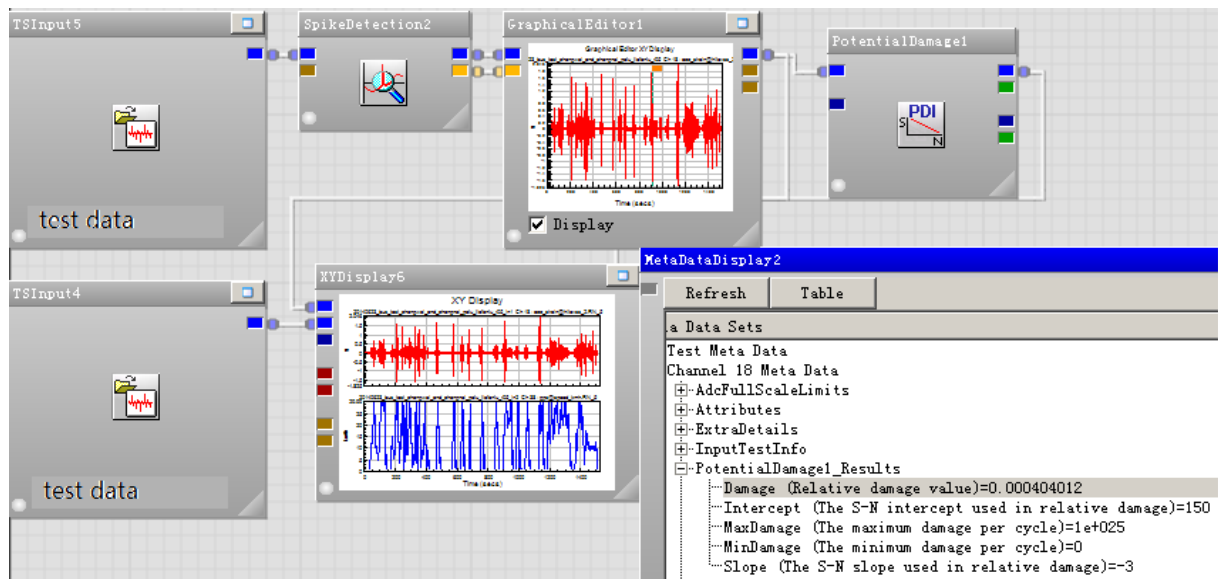 TSInput5
test data
SpikeDetection2
GraphicalEditor1
Graphical Editor XY Display
Time (secs)
Display
PotentialDamage1
PDI
S
N
TSInput4
test data
XYDisplay6
XY Display
Time (secs)
MetaDataDisplay2
Refresh
Table
a Data Sets
Test Meta Data
Channel 18 Meta Data
AdcFullScaleLimits
Attributes
ExtraDetails
InputTestInfo
PotentialDamage1_Results
Damage (Relative damage value)=0.000404012
Intercept (The S-N intercept used in relative damage)=150
MaxDamage (The maximum damage per cycle)=1e+025
MinDamage (The minimum damage per cycle)=0
Slope (The S-N slope used in relative damage)=-3